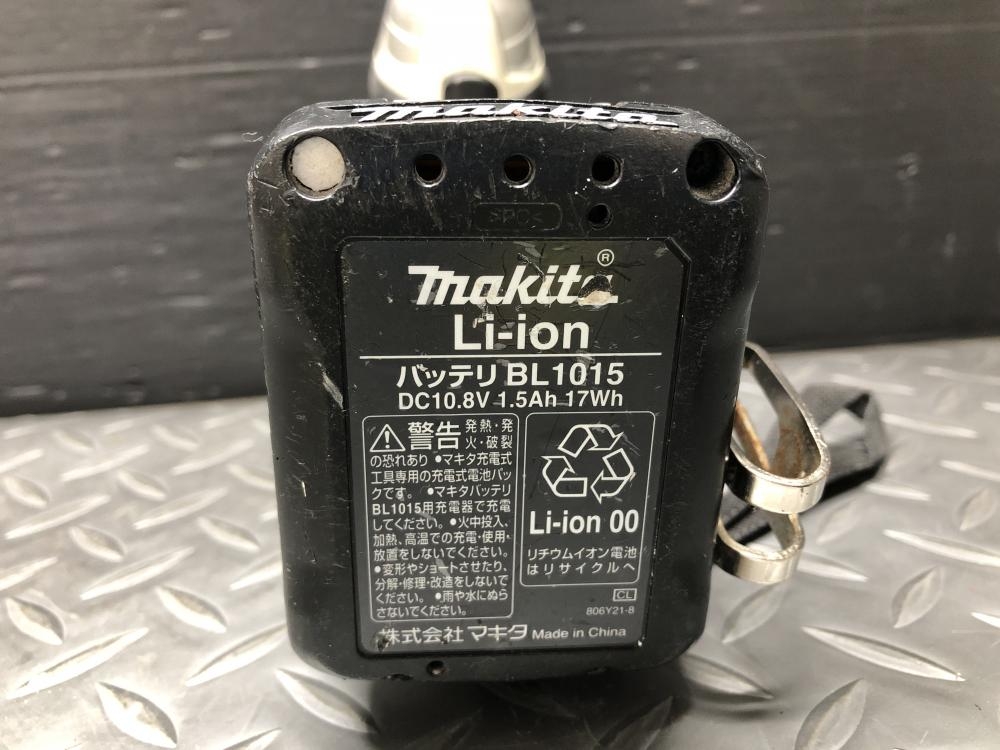 makita
>PC<
makita®
Li-ion
バッテリ BL1015
DC10.8V 1.5Ah 17Wh
警告 発熱・発
火・破裂
の恐れあり •マキタ充電式
工具専用の充電式電池パッ
クです。 •マキタバッテリ
BL1015用充電器で充電
してください。•火中投入、
加熱、高温での充電・使用・
放置をしないでください。
•変形やショートさせたり、
分解・修理・改造をしないで
ください。 •雨や水にぬら
さないでください。
Li-ion 00
リチウムイオン電池
はリサイクルへ
CL
806Y21-8
株式会社 マキタ Made in China